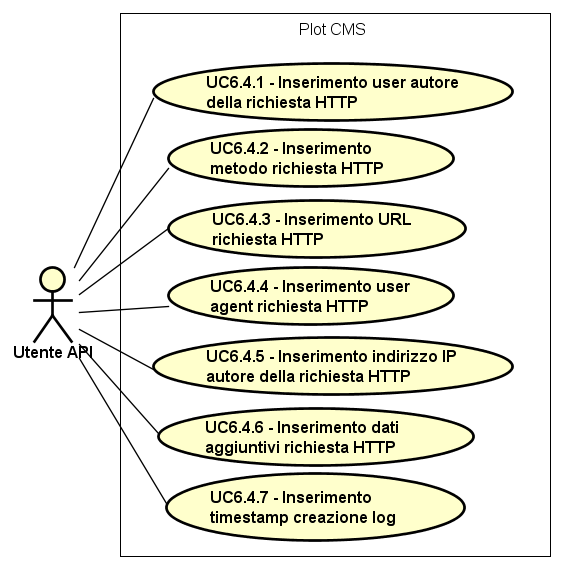 Plot CMS
UC6.4.1 - Inserimento user autore
della richiesta HTTP
UC6.4.2 - Inserimento
metodo richiesta HTTP
UC6.4.3 - Inserimento URL
richiesta HTTP
UC6.4.4 - Inserimento user
agent richiesta HTTP
Utente API
UC6.4.5 - Inserimento indirizzo IP
autore della richiesta HTTP
UC6.4.6 - Inserimento dati
aggiuntivi richiesta HTTP
UC6.4.7 - Inserimento
timestamp creazione log